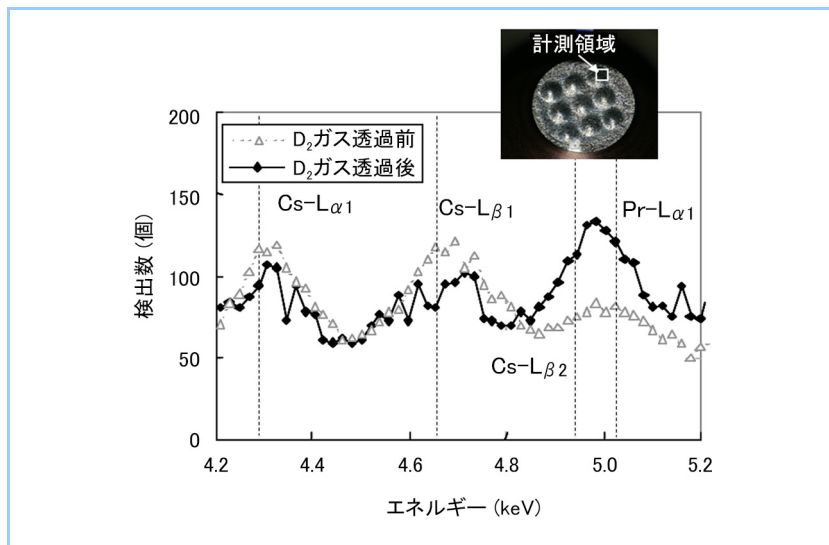 計測領域
200
150
100
50
0
D₂ガス透過前
D₂ガス透過後
Cs-Lα1
Cs-Lβ1
Pr-Lα1
Cs-Lβ2
検出数 (個)
4.2 4.4 4.6 4.8 5.0 5.2
エネルギー (keV)